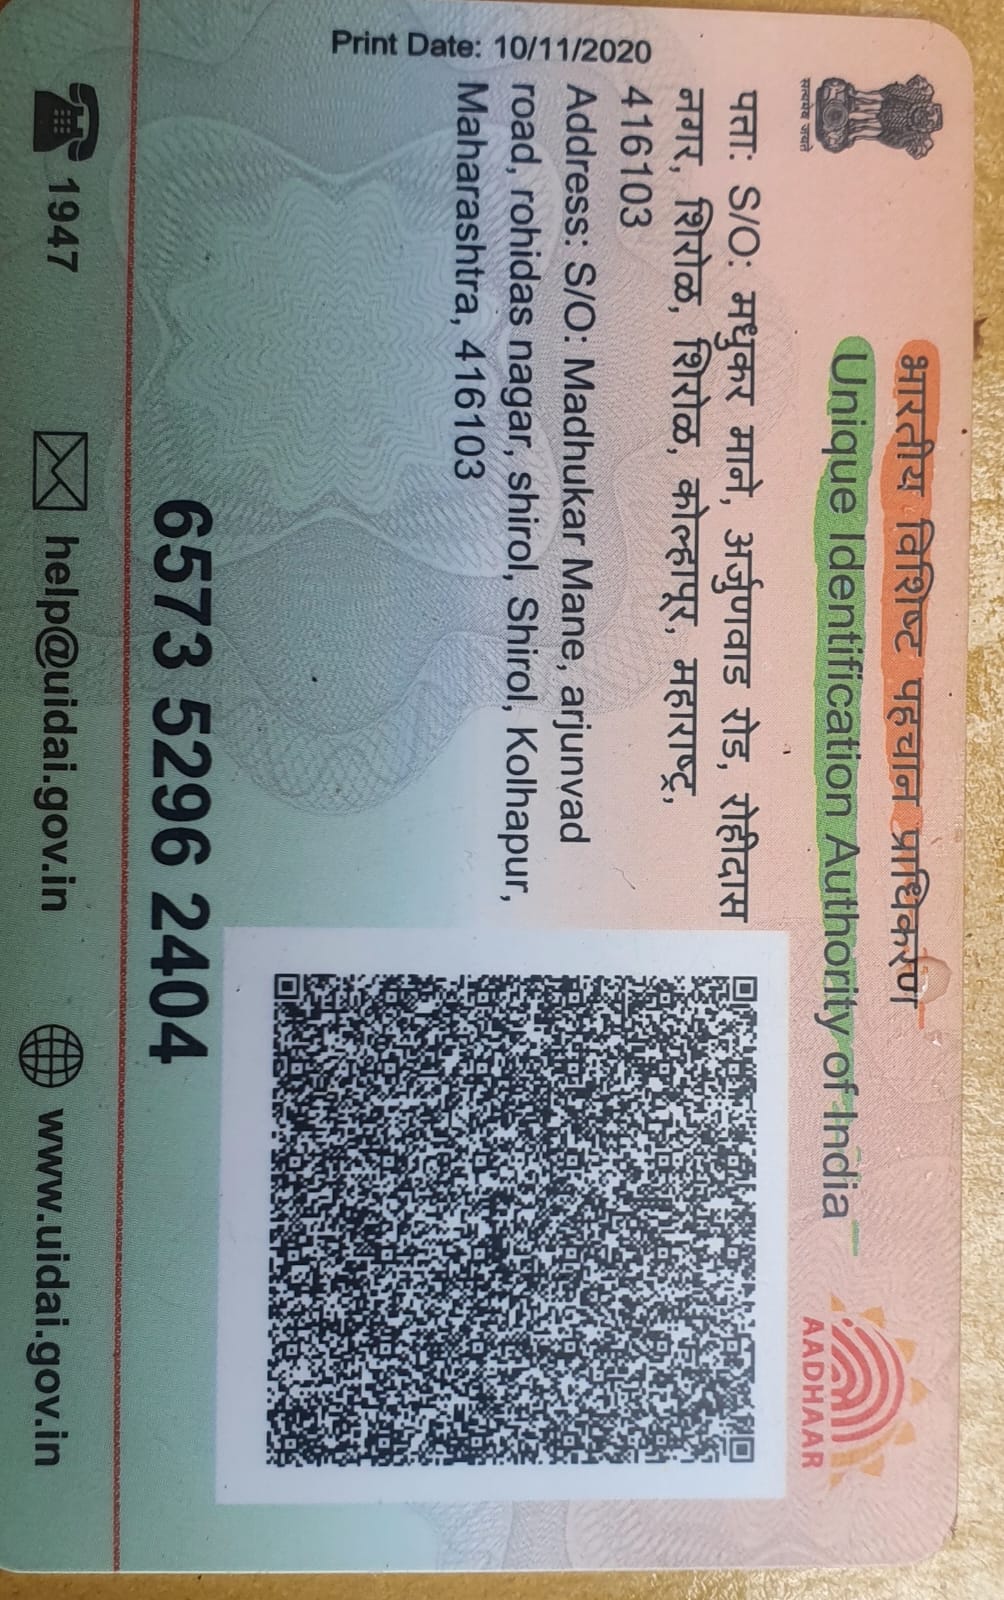 सत्यमेव जयते
भारतीय विशिष्ट पहचान प्राधिकरण
Unique Identification Authority of India
AADHAAR
पता: S/O: मधुकर माने, अर्जुणवाड रोड, रोहीदास
नगर, शिरोळ, शिरोळ, कोल्हापूर, महाराष्ट्र,
416103
Address: S/O: Madhukar Mane, arjunvad
road, rohidas nagar, shirol, Shirol, Kolhapur,
Maharashtra, 416103
Print Date: 10/11/2020
6573 5296 2404
1947
help@uidai.gov.in
www.uidai.gov.in